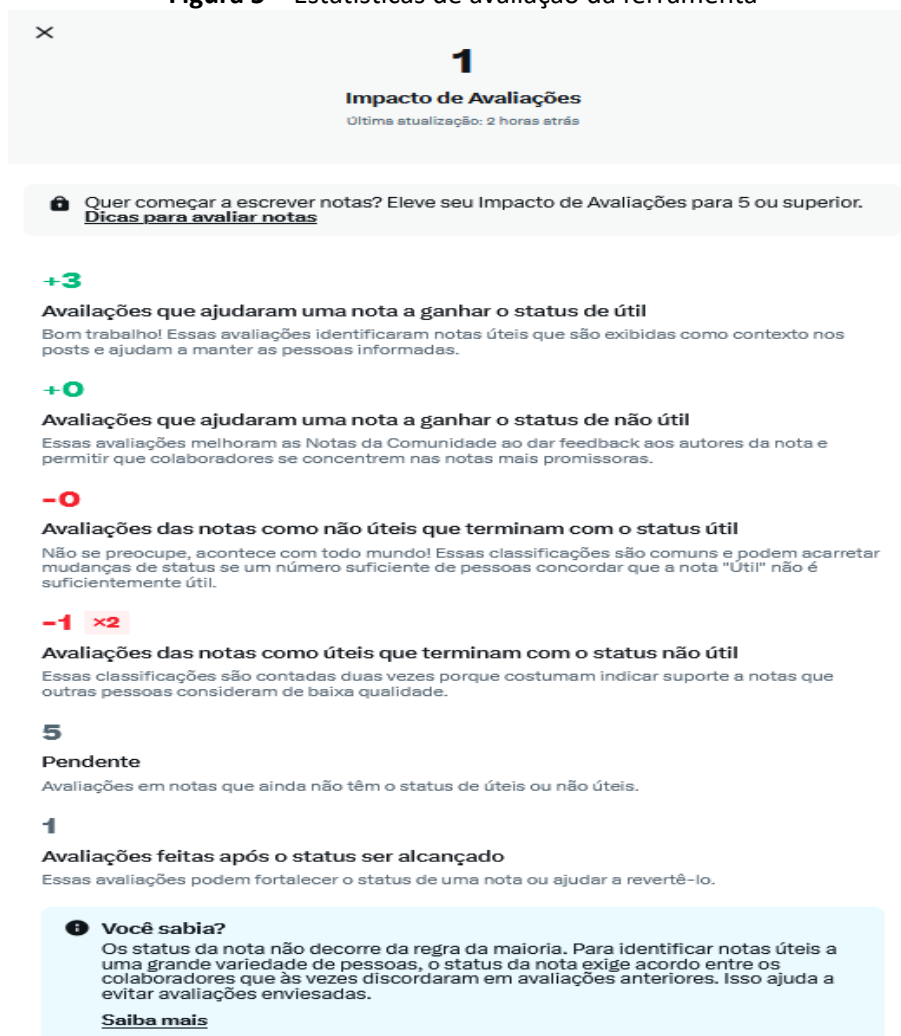 Figura 5 – Estatísticas de avaliação da ferramenta
×
1
Impacto de Avaliações
Última atualização: 2 horas atrás
Quer começar a escrever notas? Eleve seu Impacto de Avaliações para 5 ou superior.
Dicas para avaliar notas
+3
Availações que ajudaram uma nota a ganhar o status de útil
Bom trabalho! Essas avaliações identificaram notas úteis que são exibidas como contexto nos
posts e ajudam a manter as pessoas informadas.
+0
Avaliações que ajudaram uma nota a ganhar o status de não útil
Essas avaliações melhoram as Notas da Comunidade ao dar feedback aos autores da nota e
permitir que colaboradores se concentrem nas notas mais promissoras.
-0
Avaliações das notas como não úteis que terminam com o status útil
Não se preocupe, acontece com todo mundo! Essas classificações são comuns e podem acarretar
mudanças de status se um número suficiente de pessoas concordar que a nota "Útil" não é
suficientemente útil.
-1 ×2
Avaliações das notas como úteis que terminam com o status não útil
Essas classificações são contadas duas vezes porque costumam indicar suporte a notas que
outras pessoas consideram de baixa qualidade.
5
Pendente
Avaliações em notas que ainda não têm o status de úteis ou não úteis.
1
Avaliações feitas após o status ser alcançado
Essas avaliações podem fortalecer o status de uma nota ou ajudar a revertê-lo.
Você sabia?
Os status da nota não decorre da regra da maioria. Para identificar notas úteis a
uma grande variedade de pessoas, o status da nota exige acordo entre os
colaboradores que às vezes discordaram em avaliações anteriores. Isso ajuda a
evitar avaliações enviesadas.
Saiba mais